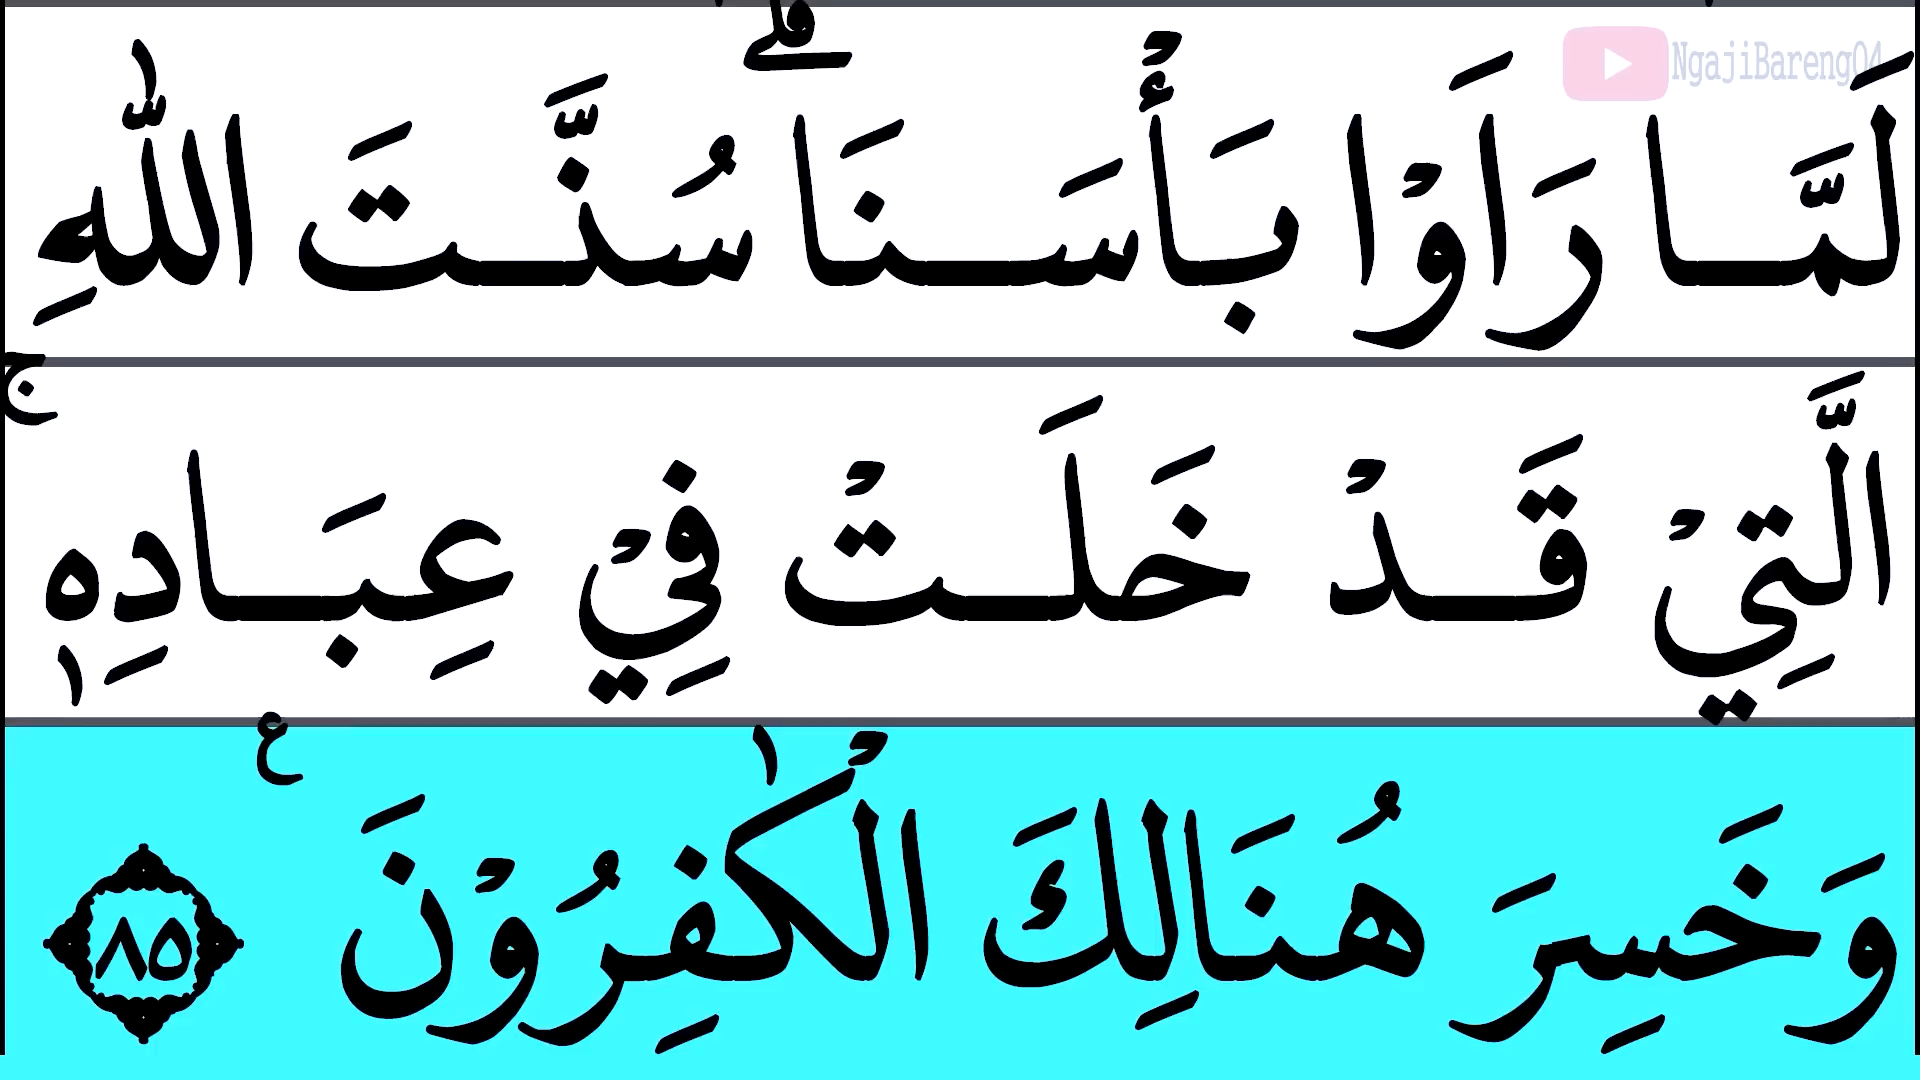 NgajiBareng04
لَمَّا رَاَوْا بَأْسَنَا ۗ سُنَّتَ اللّٰهِ
الَّتِيْ قَدْ خَلَتْ فِيْ عِبَادِهٖ ۚ
وَخَسِرَ هُنَالِكَ الْكٰفِرُوْنَ ࣖ ٨٥